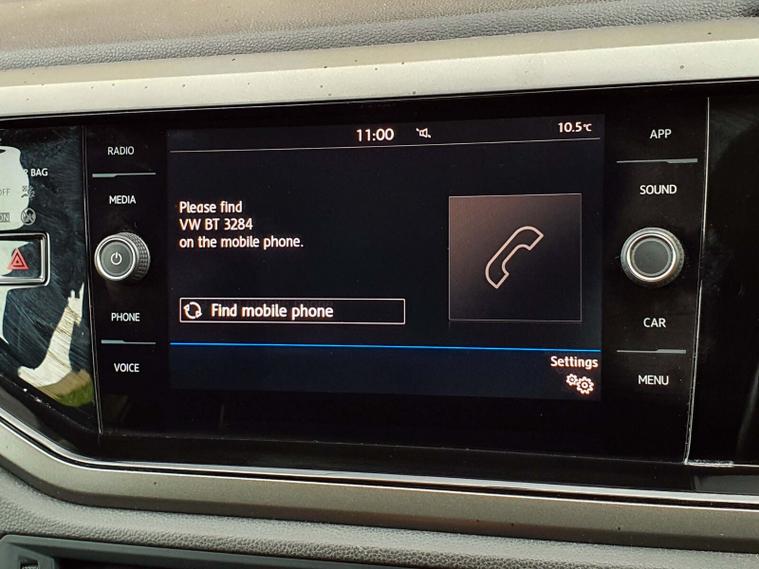 11:00
10.5°C
RADIO
MEDIA
PHONE
VOICE
BAG
OFF
Please find
VW BT 3284
on the mobile phone.
Find mobile phone
Settings
APP
SOUND
CAR
MENU